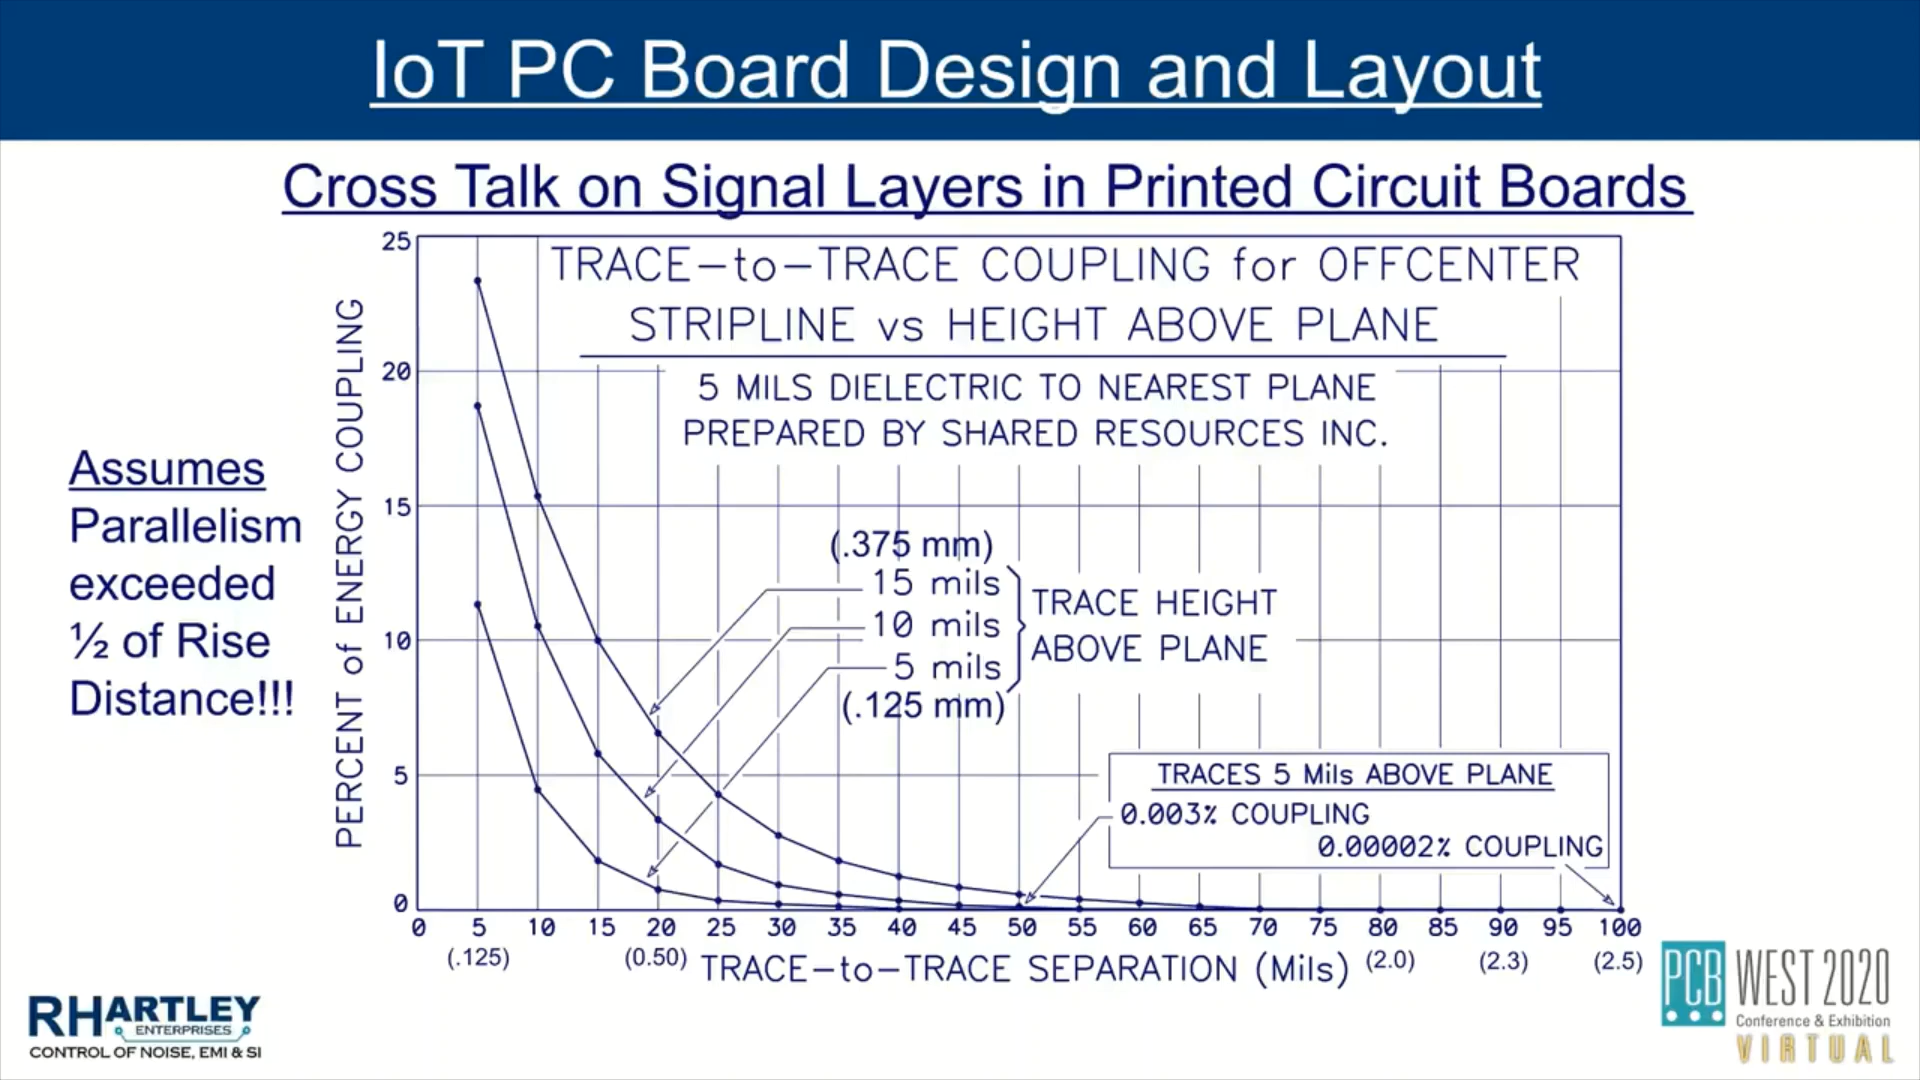 IoT PC Board Design and Layout
Cross Talk on Signal Layers in Printed Circuit Boards
TRACE-to-TRACE COUPLING for OFFCENTER
STRIPLINE vs HEIGHT ABOVE PLANE
5 MILS DIELECTRIC TO NEAREST PLANE
PREPARED BY SHARED RESOURCES INC.
Assumes
Parallelism
exceeded
½ of Rise
Distance!!!
PERCENT of ENERGY COUPLING
25
20
15
10
5
0
(.375 mm)
15 mils
10 mils
5 mils
(.125 mm)
TRACE HEIGHT
ABOVE PLANE
TRACES 5 Mils ABOVE PLANE
0.003% COUPLING
0.00002% COUPLING
0 5 10 15 20 25 30 35 40 45 50 55 60 65 70 75 80 85 90 95 100
(.125) (0.50) TRACE-to-TRACE SEPARATION (Mils) (2.0) (2.3) (2.5)
RHARTLEY
ENTERPRISES
CONTROL OF NOISE, EMI & SI
PCB WEST 2020
Conference & Exhibition
VIRTUAL